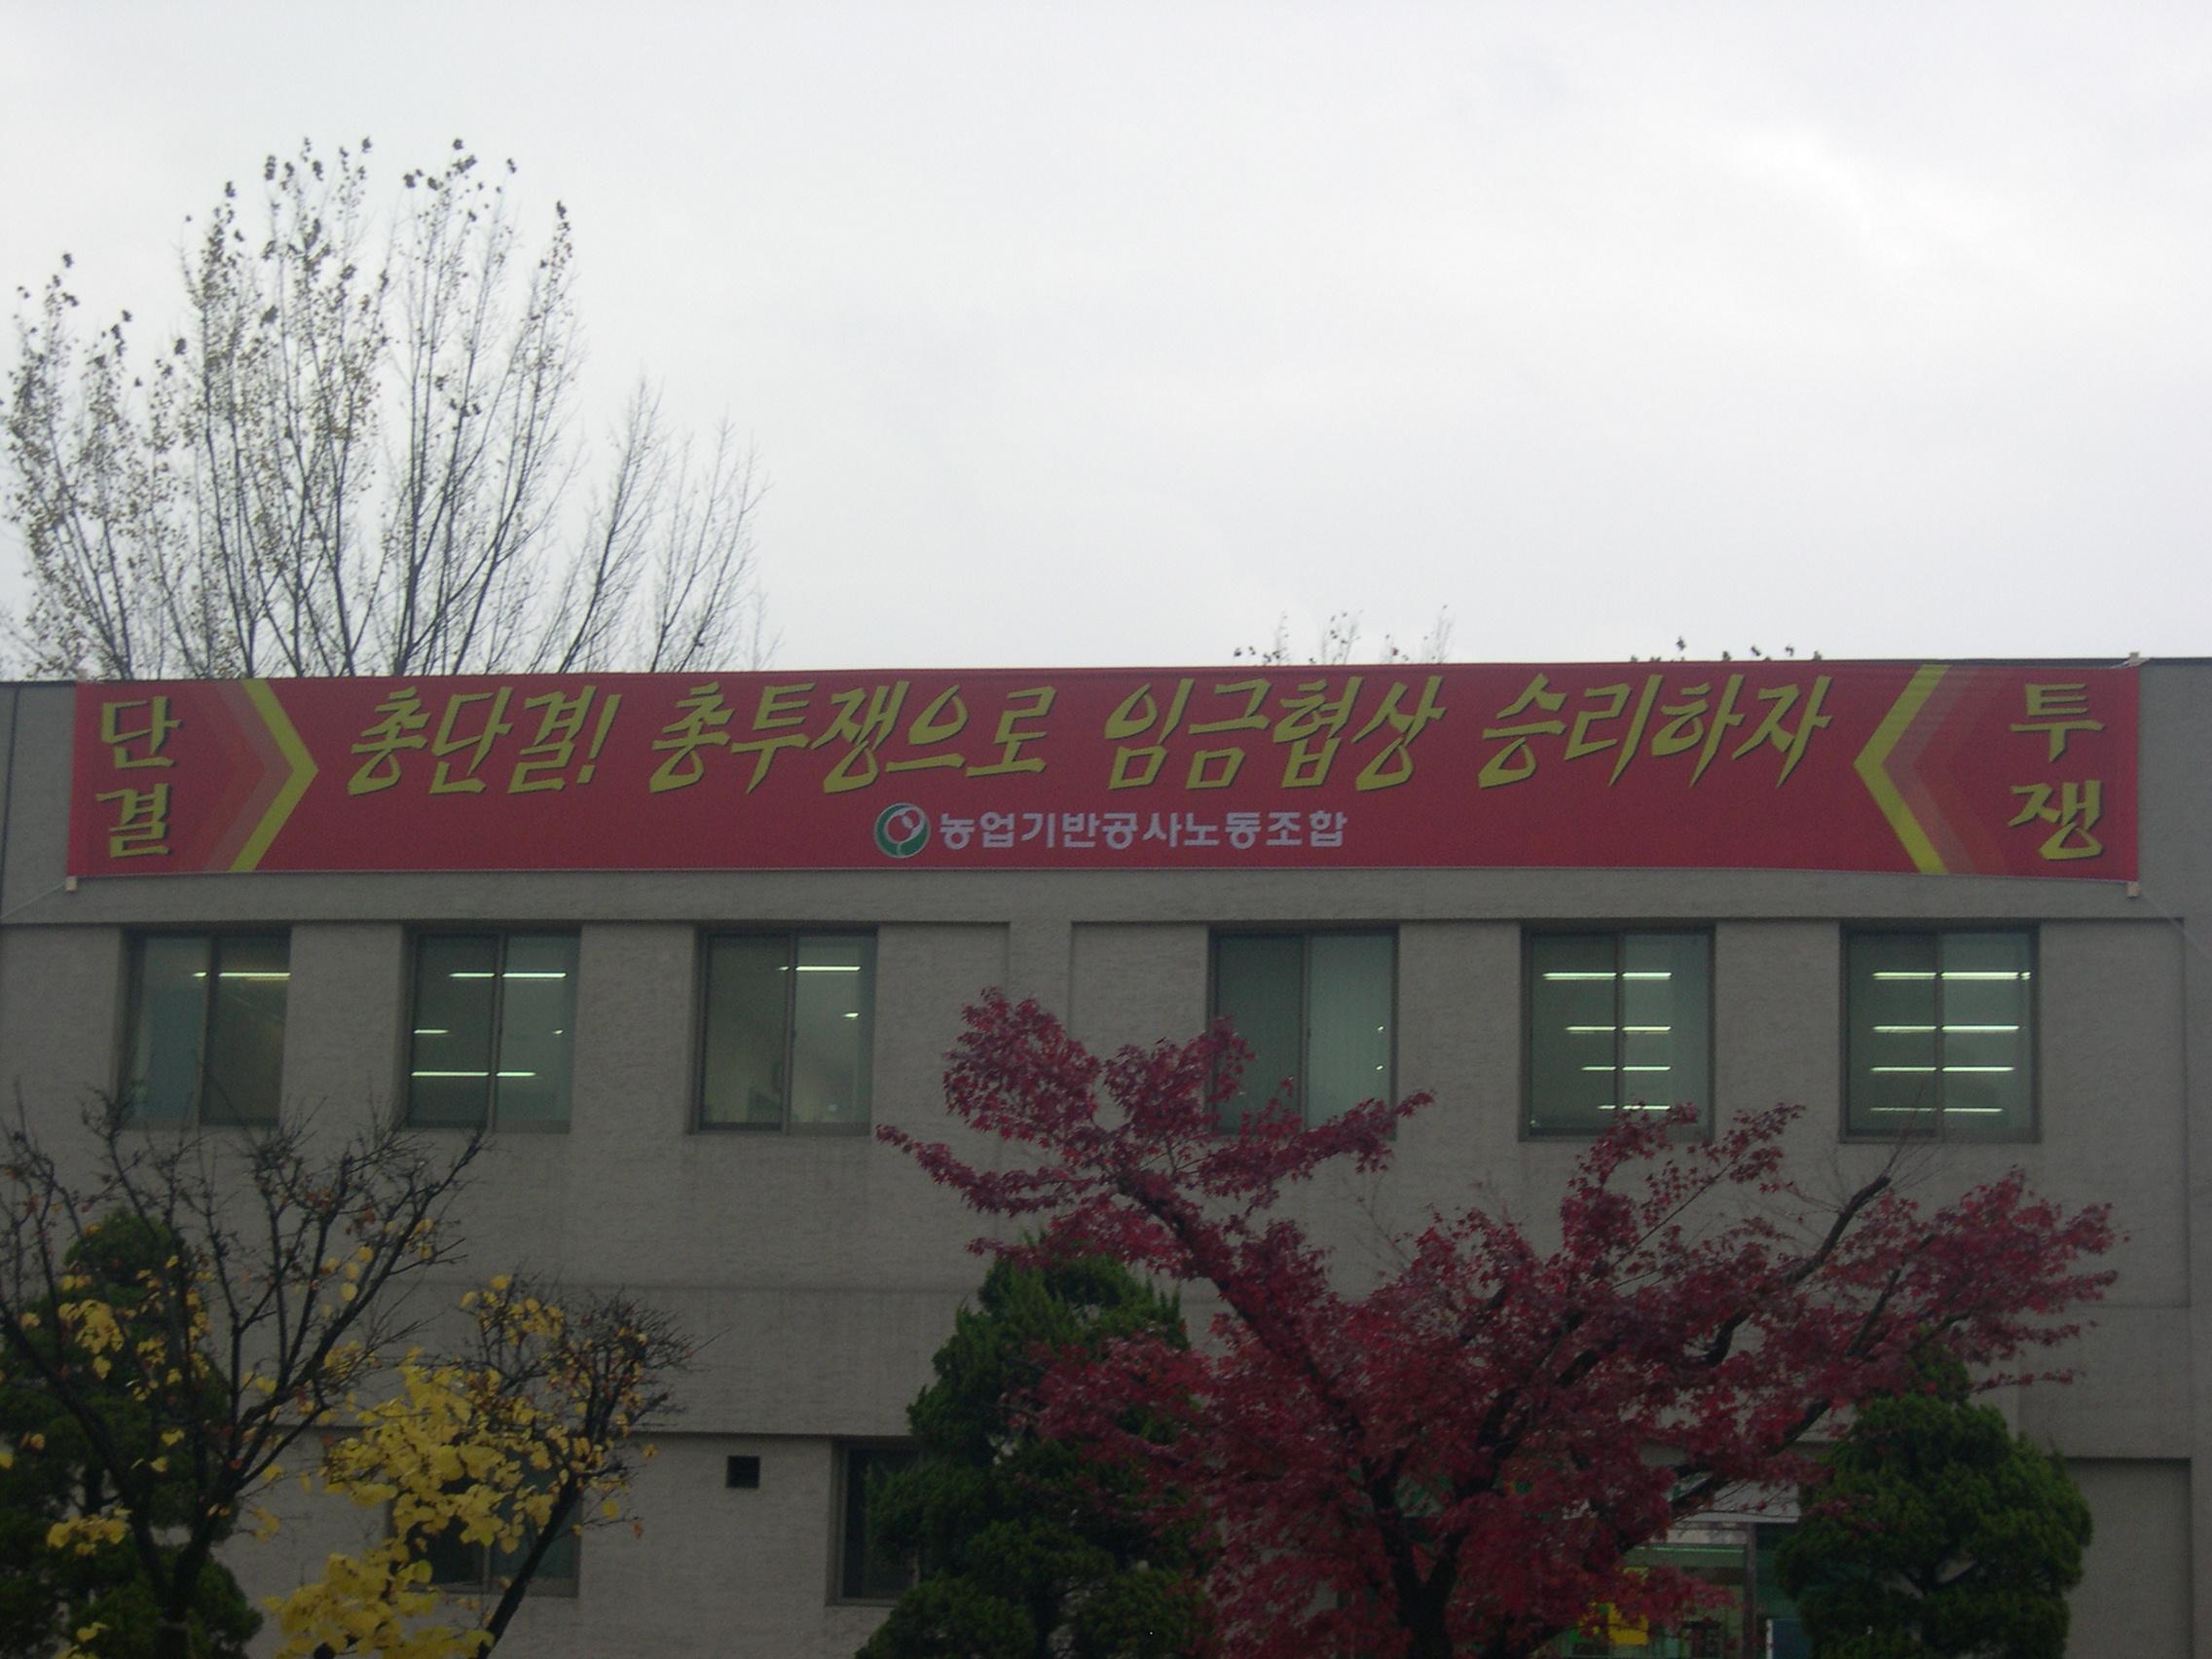 단결
총단결! 총투쟁으로 임금협상 승리하자
농업기반공사노동조합
투쟁